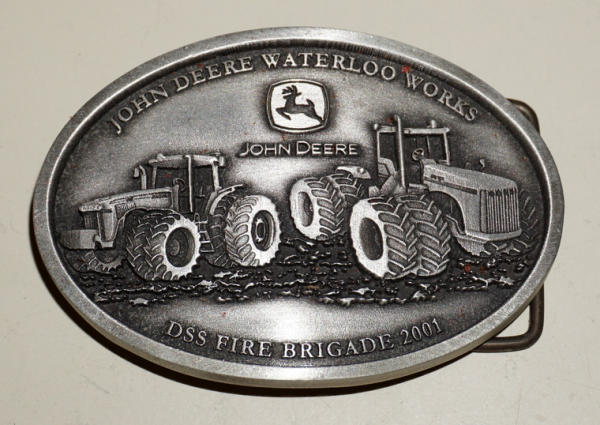 JOHN DEERE WATERLOO WORKS
JOHN DEERE
DSS FIRE BRIGADE 2001